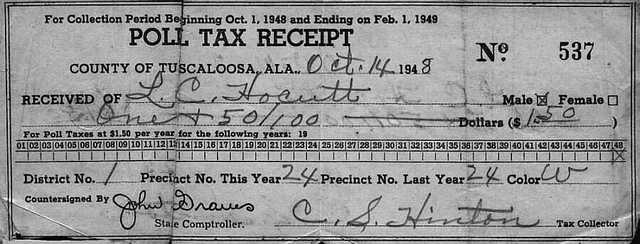 For Collection Period Beginning Oct. 1, 1948 and Ending on Feb. 1, 1949
POLL TAX RECEIPT
No. 537
COUNTY OF TUSCALOOSA, ALA., Oct. 14 1948
RECEIVED OF L. C. Hocutt Male ☒ Female ☐
One + 50/100 Dollars ($ 1.50 )
For Poll Taxes at $1.50 per year for the following years: 19
01 02 03 04 05 06 07 08 09 10 11 12 13 14 15 16 17 18 19 20 21 22 23 24 25 26 27 28 29 30 31 32 33 34 35 36 37 38 39 40 41 42 43 44 45 46 47 48
X
District No. 1 Precinct No. This Year 24 Precinct No. Last Year 24 Color W
Countersigned By John Graves C. S. Hinton
State Comptroller. Tax Collector